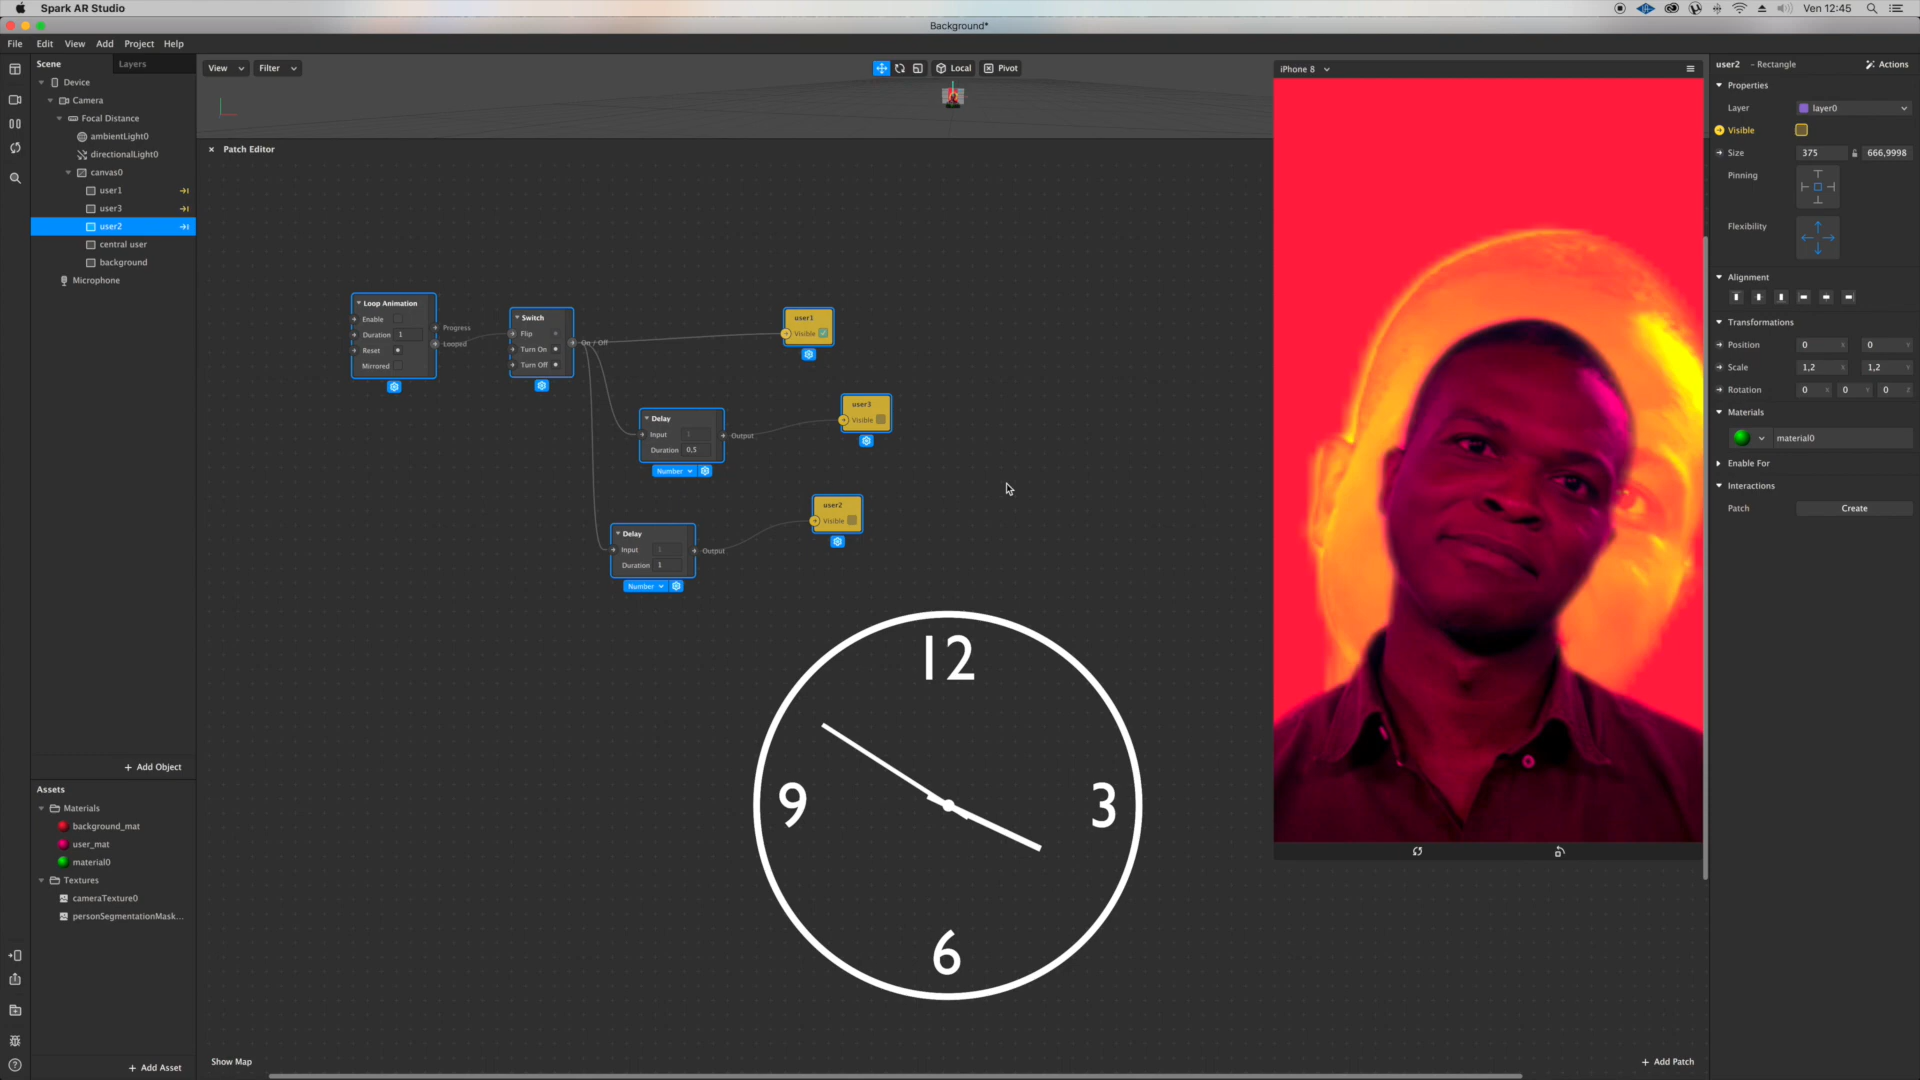 Spark AR Studio
Ven 12:45
Background*
File Edit View Add Project Help
Scene
Layers
Device
Camera
Focal Distance
ambientLight0
directionalLight0
canvas0
user1
user3
user2
central user
background
Microphone
+ Add Object
Assets
Materials
background_mat
user_mat
material0
Textures
cameraTexture0
personSegmentationMask...
+ Add Asset
View
Filter
Local
Pivot
× Patch Editor
Loop Animation
Enable
Duration 1
Reset
Mirrored
Progress
Looped
Switch
Flip
Turn On
Turn Off
On / Off
user1
Visible
Delay
Input
Duration 0,5
Number
Output
user3
Visible
Delay
Input
Duration 1
Number
Output
user2
Visible
12
9
3
6
Show Map
+ Add Patch
iPhone 8
user2 - Rectangle
Actions
Properties
Layer layer0
Visible
Size 375 666,9998
Pinning
Flexibility
Alignment
Transformations
Position 0 X 0 Y
Scale 1,2 X 1,2 Y
Rotation 0 X 0 Y 0 Z
Materials
material0
Enable For
Interactions
Patch Create